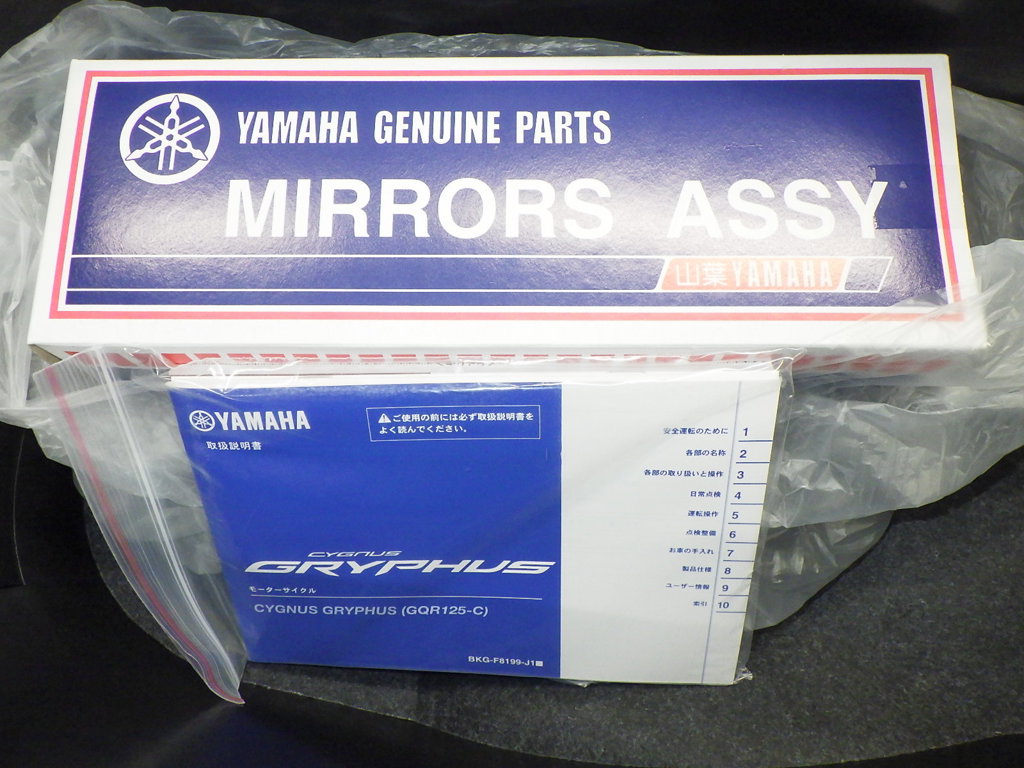 YAMAHA GENUINE PARTS
MIRRORS ASSY
山葉YAMAHA
YAMAHA
取扱説明書
ご使用の前には必ず取扱説明書を
よく読んでください。
CYGNUS
GRYPHUS
モーターサイクル
CYGNUS GRYPHUS (GQR125-C)
BKG-F8199-J1
安全運転のために 1
各部の名称 2
各部の取り扱いと操作 3
日常点検 4
運転操作 5
点検整備 6
お車の手入れ 7
製品仕様 8
ユーザー情報 9
索引 10